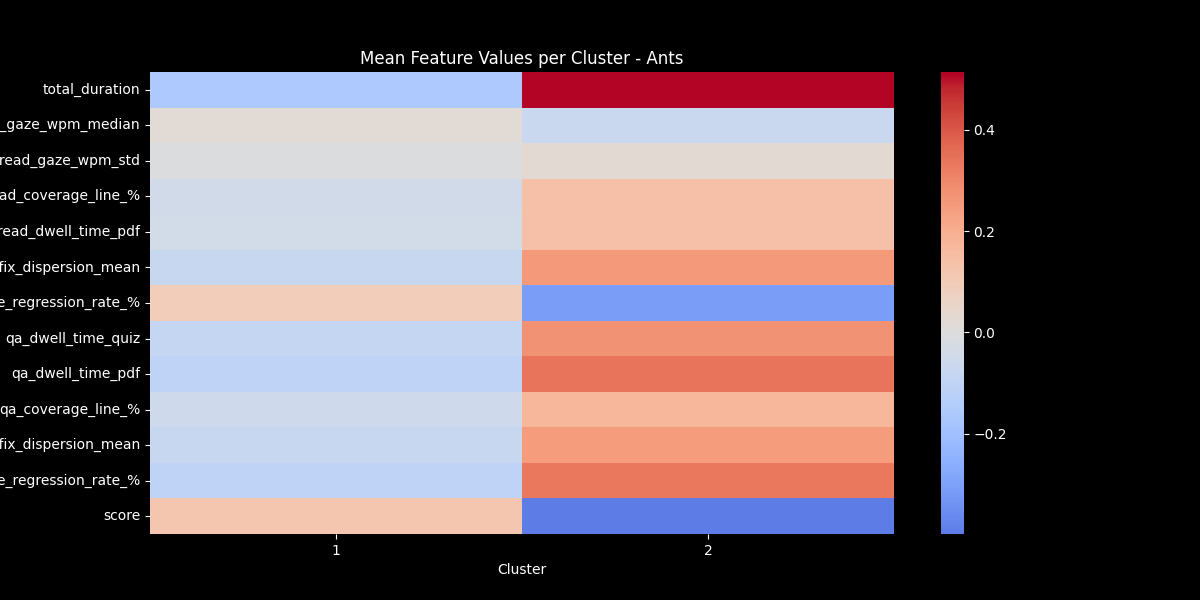 Mean Feature Values per Cluster - Ants
total_duration
_gaze_wpm_median
read_gaze_wpm_std
ad_coverage_line_%
read_dwell_time_pdf
fix_dispersion_mean
e_regression_rate_%
qa_dwell_time_quiz
qa_dwell_time_pdf
qa_coverage_line_%
fix_dispersion_mean
e_regression_rate_%
score
1
2
Cluster
0.4
0.2
0.0
−0.2